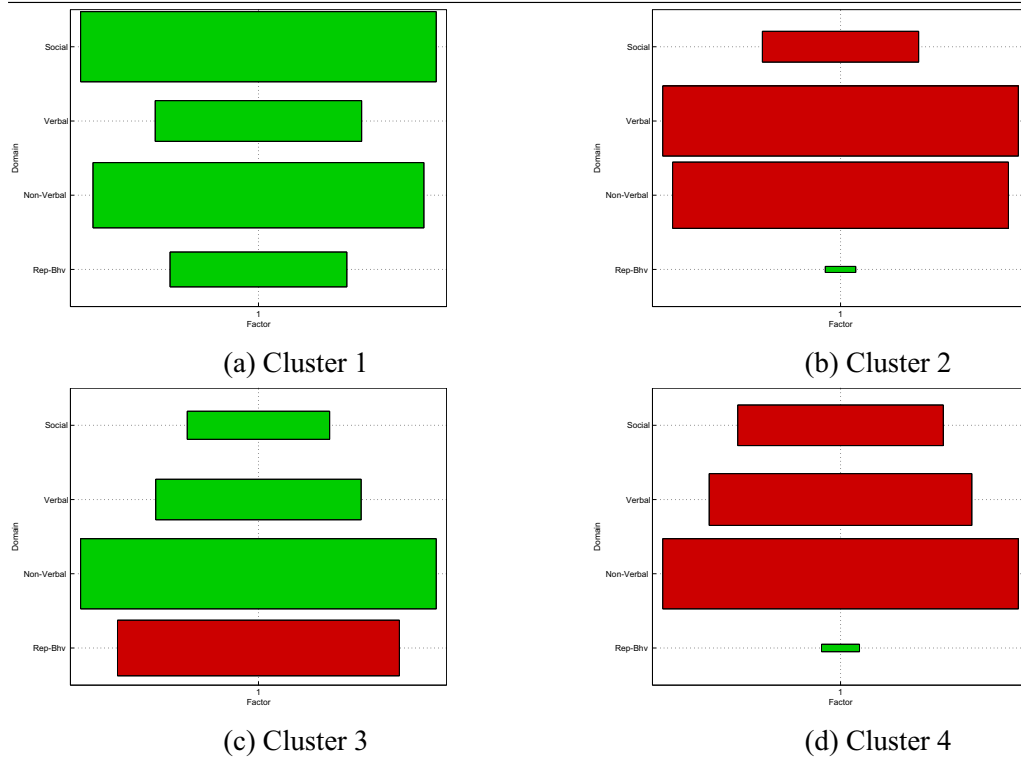 Social
Verbal
Domain
Non-Verbal
Rep-Bhv
1
Factor
(a) Cluster 1
Social
Verbal
Domain
Non-Verbal
Rep-Bhv
1
Factor
(b) Cluster 2
Social
Verbal
Domain
Non-Verbal
Rep-Bhv
1
Factor
(c) Cluster 3
Social
Verbal
Domain
Non-Verbal
Rep-Bhv
1
Factor
(d) Cluster 4